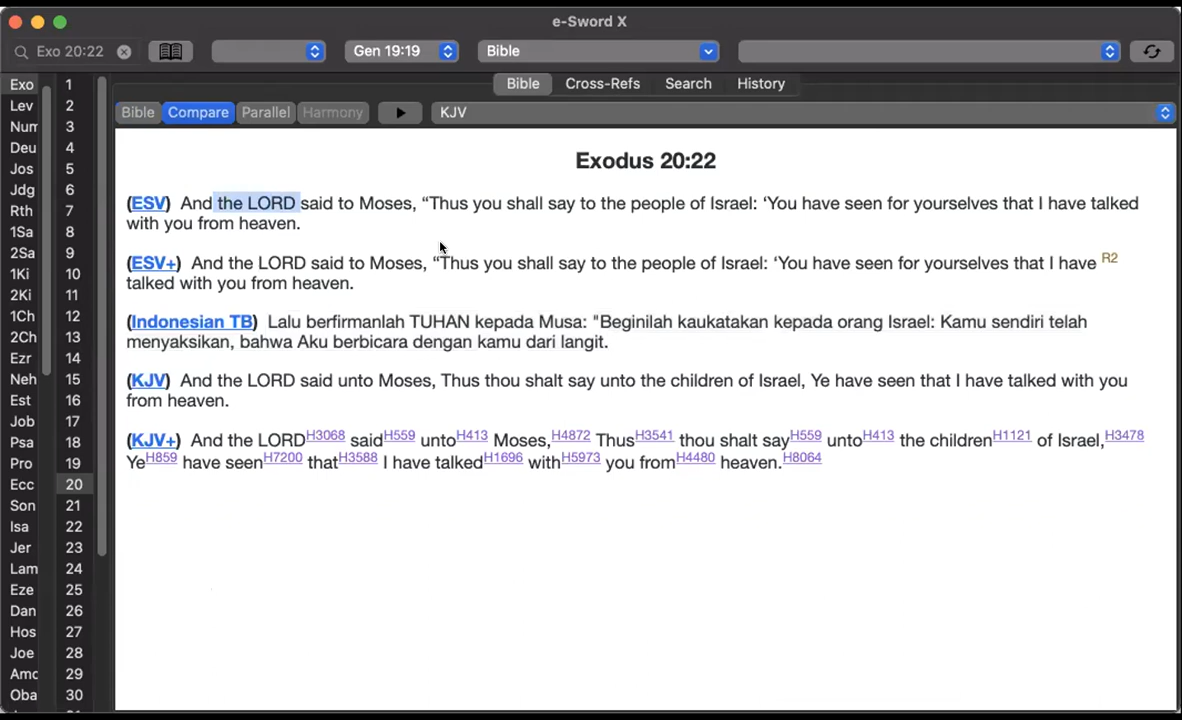 e-Sword X
Exo 20:22
Gen 19:19
Bible
Bible Cross-Refs Search History
Bible Compare Parallel Harmony KJV
Exo 1
Lev 2
Num 3
Deu 4
Jos 5
Jdg 6
Rth 7
1Sa 8
2Sa 9
1Ki 10
2Ki 11
1Ch 12
2Ch 13
Ezr 14
Neh 15
Est 16
Job 17
Psa 18
Pro 19
Ecc 20
Son 21
Isa 22
Jer 23
Lam 24
Eze 25
Dan 26
Hos 27
Joe 28
Amo 29
Oba 30
Exodus 20:22
(ESV) And the LORD said to Moses, “Thus you shall say to the people of Israel: ‘You have seen for yourselves that I have talked
with you from heaven.
(ESV+) And the LORD said to Moses, “Thus you shall say to the people of Israel: ‘You have seen for yourselves that I have R2
talked with you from heaven.
(Indonesian TB) Lalu berfirmanlah TUHAN kepada Musa: "Beginilah kaukatakan kepada orang Israel: Kamu sendiri telah
menyaksikan, bahwa Aku berbicara dengan kamu dari langit.
(KJV) And the LORD said unto Moses, Thus thou shalt say unto the children of Israel, Ye have seen that I have talked with you
from heaven.
(KJV+) And the LORDH3068 saidH559 untoH413 Moses,H4872 ThusH3541 thou shalt sayH559 untoH413 the childrenH1121 of Israel,H3478
YeH859 have seenH7200 thatH3588 I have talkedH1696 withH5973 you fromH4480 heaven.H8064